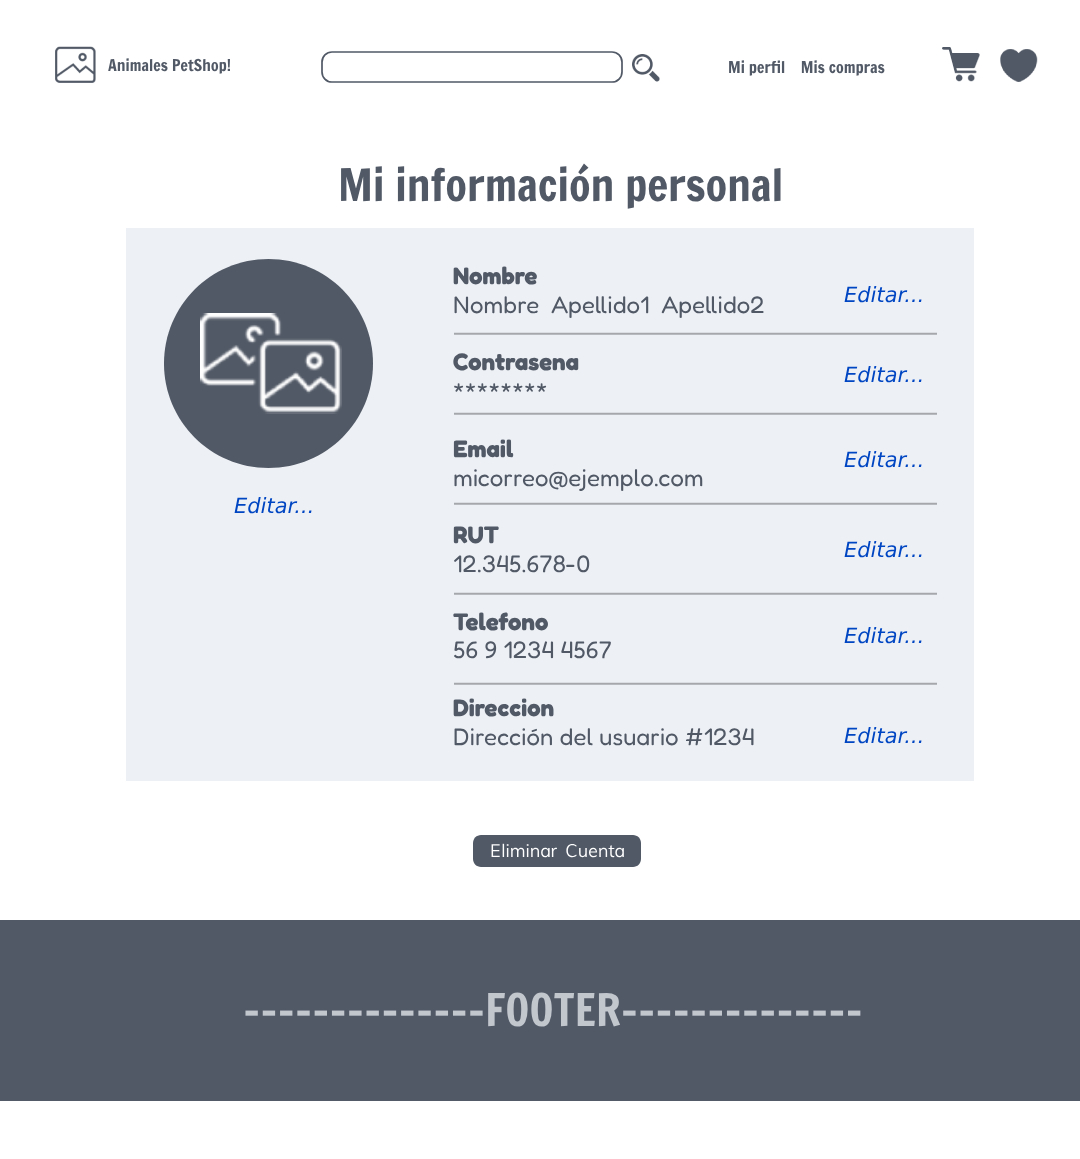 Animales PetShop!
Mi perfil Mis compras
Mi información personal
Nombre
Nombre Apellido1 Apellido2
Editar...
Contrasena
********
Editar...
Email
micorreo@ejemplo.com
Editar...
Editar...
RUT
12.345.678-0
Editar...
Telefono
56 9 1234 4567
Editar...
Direccion
Dirección del usuario #1234
Editar...
Eliminar Cuenta
--------------FOOTER--------------